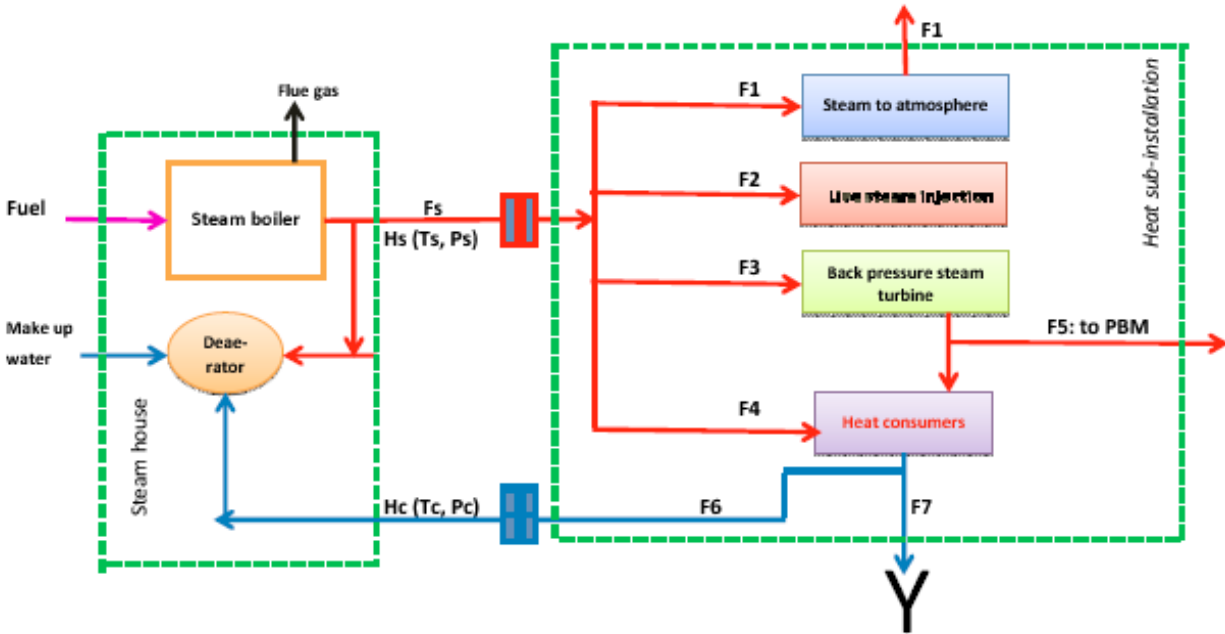 F1
Flue gas
F1
Steam to atmosphere
Heat sub-installation
F2
Live steam injection
Fuel
Steam boiler
Fs
Hs (Ts, Ps)
F3
Back pressure steam
turbine
Make up
water
Deae-
rator
F5: to PBM
F4
Heat consumers
Steam house
Hc (Tc, Pc)
F6
F7
Y